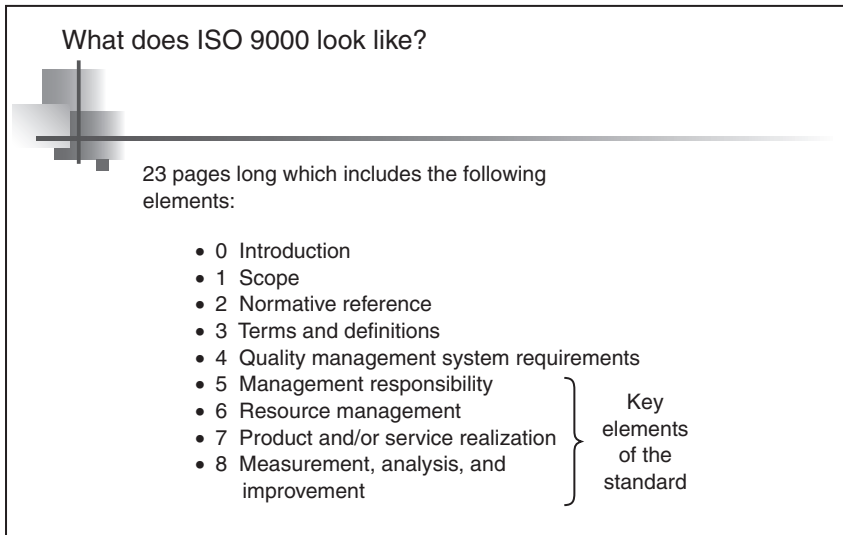 What does ISO 9000 look like?
23 pages long which includes the following
elements:
• 0 Introduction
• 1 Scope
• 2 Normative reference
• 3 Terms and definitions
• 4 Quality management system requirements
• 5 Management responsibility
• 6 Resource management
• 7 Product and/or service realization
• 8 Measurement, analysis, and
improvement
Key
elements
of the
standard